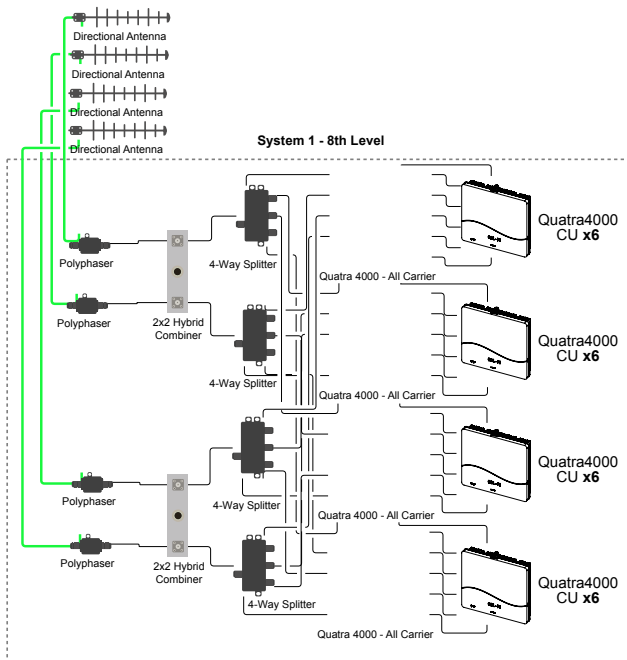 Directional Antenna
Directional Antenna
Directional Antenna
Directional Antenna
System 1 - 8th Level
Polyphaser
4-Way Splitter
Quatra 4000 - All Carrier
Quatra4000
CU x6
Polyphaser
2x2 Hybrid
Combiner
4-Way Splitter
Quatra 4000 - All Carrier
Quatra4000
CU x6
Polyphaser
4-Way Splitter
Quatra 4000 - All Carrier
Quatra4000
CU x6
Polyphaser
2x2 Hybrid
Combiner
4-Way Splitter
Quatra 4000 - All Carrier
Quatra4000
CU x6